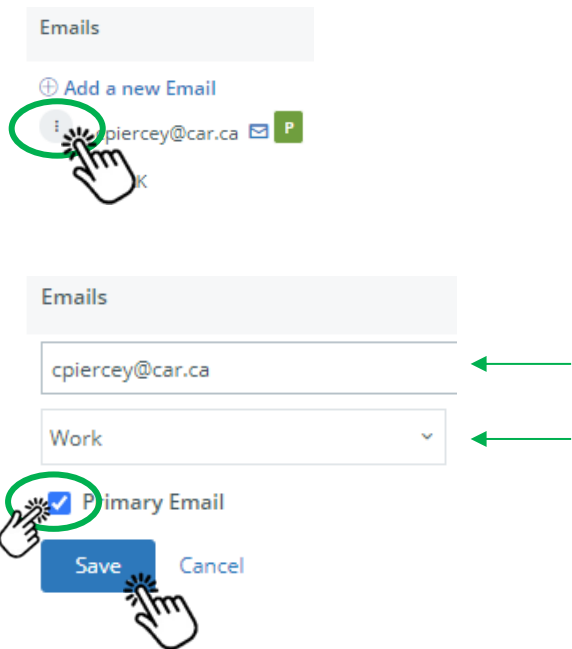 Emails
Add a new Email
piercey@car.ca P
K
Emails
cpiercey@car.ca
Work
Primary Email
Save Cancel